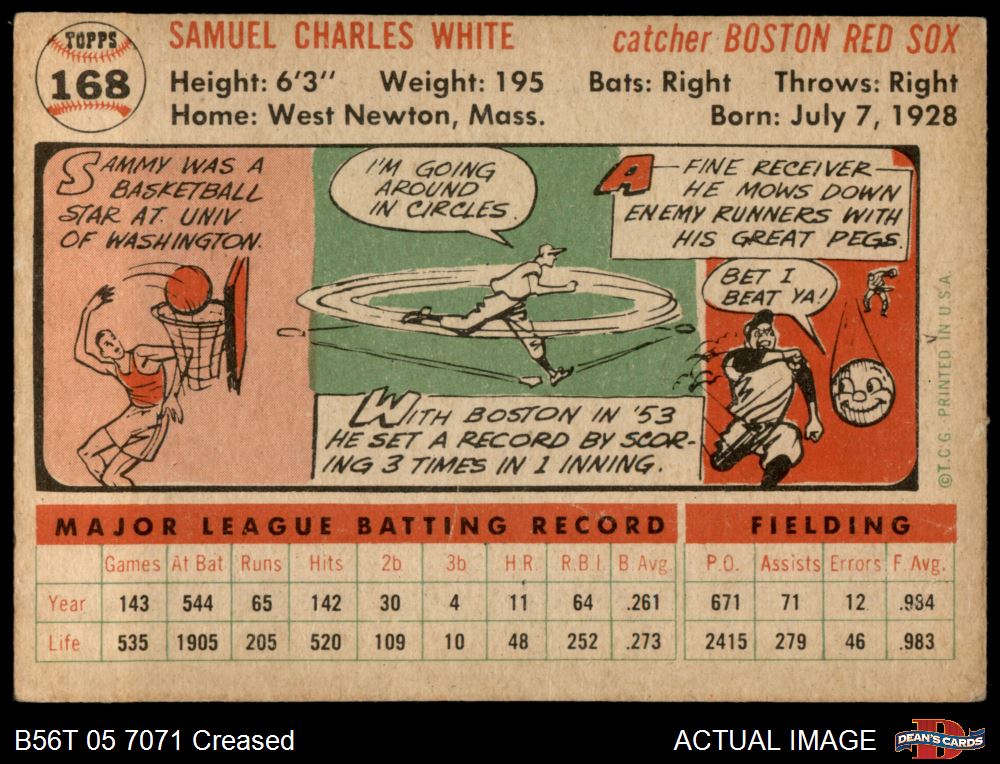 TOPPS
168
SAMUEL CHARLES WHITE
catcher BOSTON RED SOX
Height: 6'3" Weight: 195 Bats: Right Throws: Right
Home: West Newton, Mass. Born: July 7, 1928
SAMMY WAS A
BASKETBALL
STAR AT UNIV.
OF WASHINGTON.
I'M GOING
AROUND
IN CIRCLES.
WITH BOSTON IN '53
HE SET A RECORD BY SCOR-
ING 3 TIMES IN 1 INNING.
A FINE RECEIVER
HE MOWS DOWN
ENEMY RUNNERS WITH
HIS GREAT PEGS.
BET I
BEAT YA!
©T.C.G. PRINTED IN U.S.A.
MAJOR LEAGUE BATTING RECORD FIELDING
Games At Bat Runs Hits 2b 3b H.R. R.B.I. B.Avg. P.O. Assists Errors F. Avg.
Year 143 544 65 142 30 4 11 64 .261 671 71 12 .984
Life 535 1905 205 520 109 10 48 252 .273 2415 279 46 .983
B56T 05 7071 Creased
ACTUAL IMAGE
DEAN'S CARDS